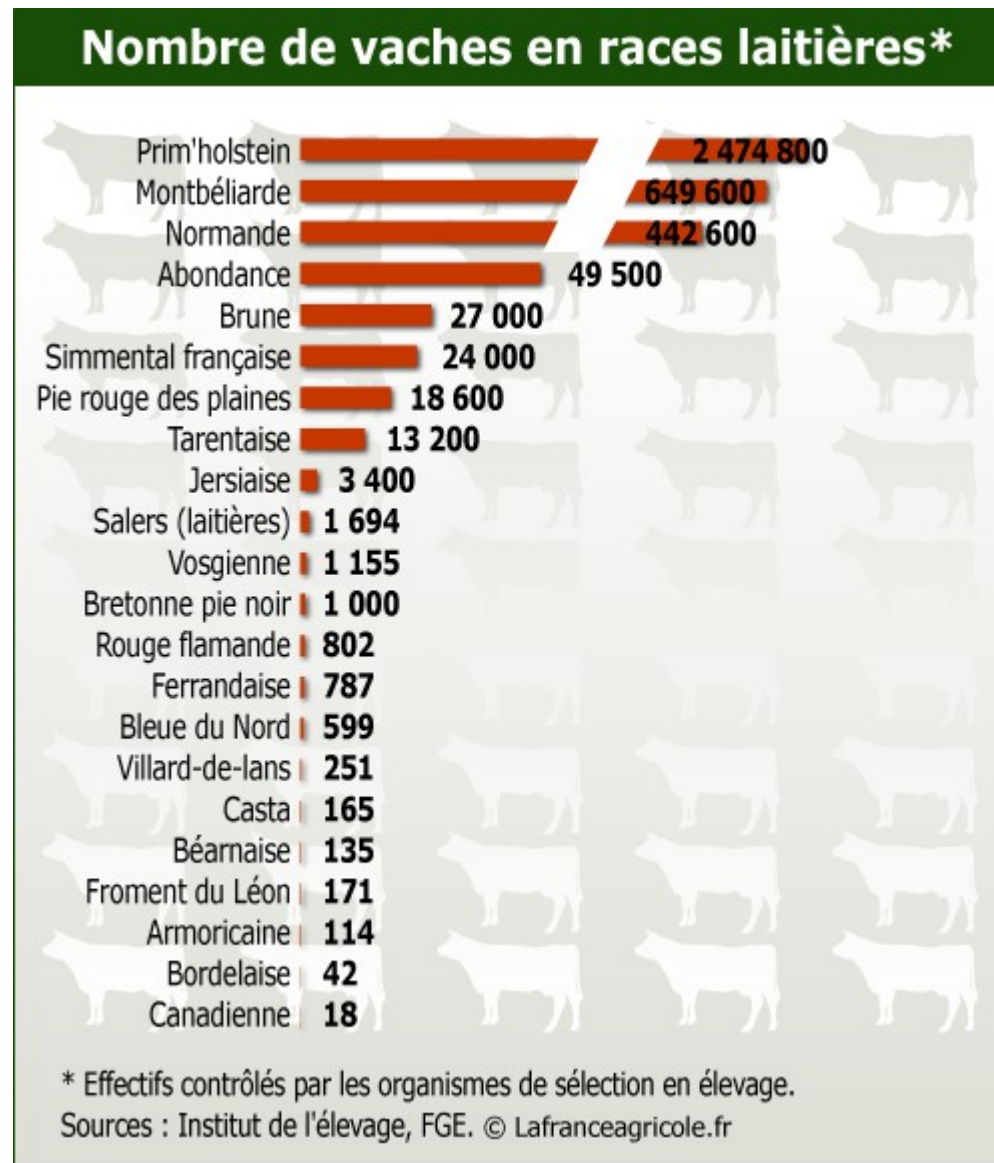 Nombre de vaches en races laitières*
Prim'holstein 2 474 800
Montbéliarde 649 600
Normande 442 600
Abondance 49 500
Brune 27 000
Simmental française 24 000
Pie rouge des plaines 18 600
Tarentaise 13 200
Jersiaise 3 400
Salers (laitières) 1 694
Vosgienne 1 155
Bretonne pie noir 1 000
Rouge flamande 802
Ferrandaise 787
Bleue du Nord 599
Villard-de-lans 251
Casta 165
Béarnaise 135
Froment du Léon 171
Armoricaine 114
Bordelaise 42
Canadienne 18
* Effectifs contrôlés par les organismes de sélection en élevage.
Sources : Institut de l'élevage, FGE. © Lafranceagricole.fr